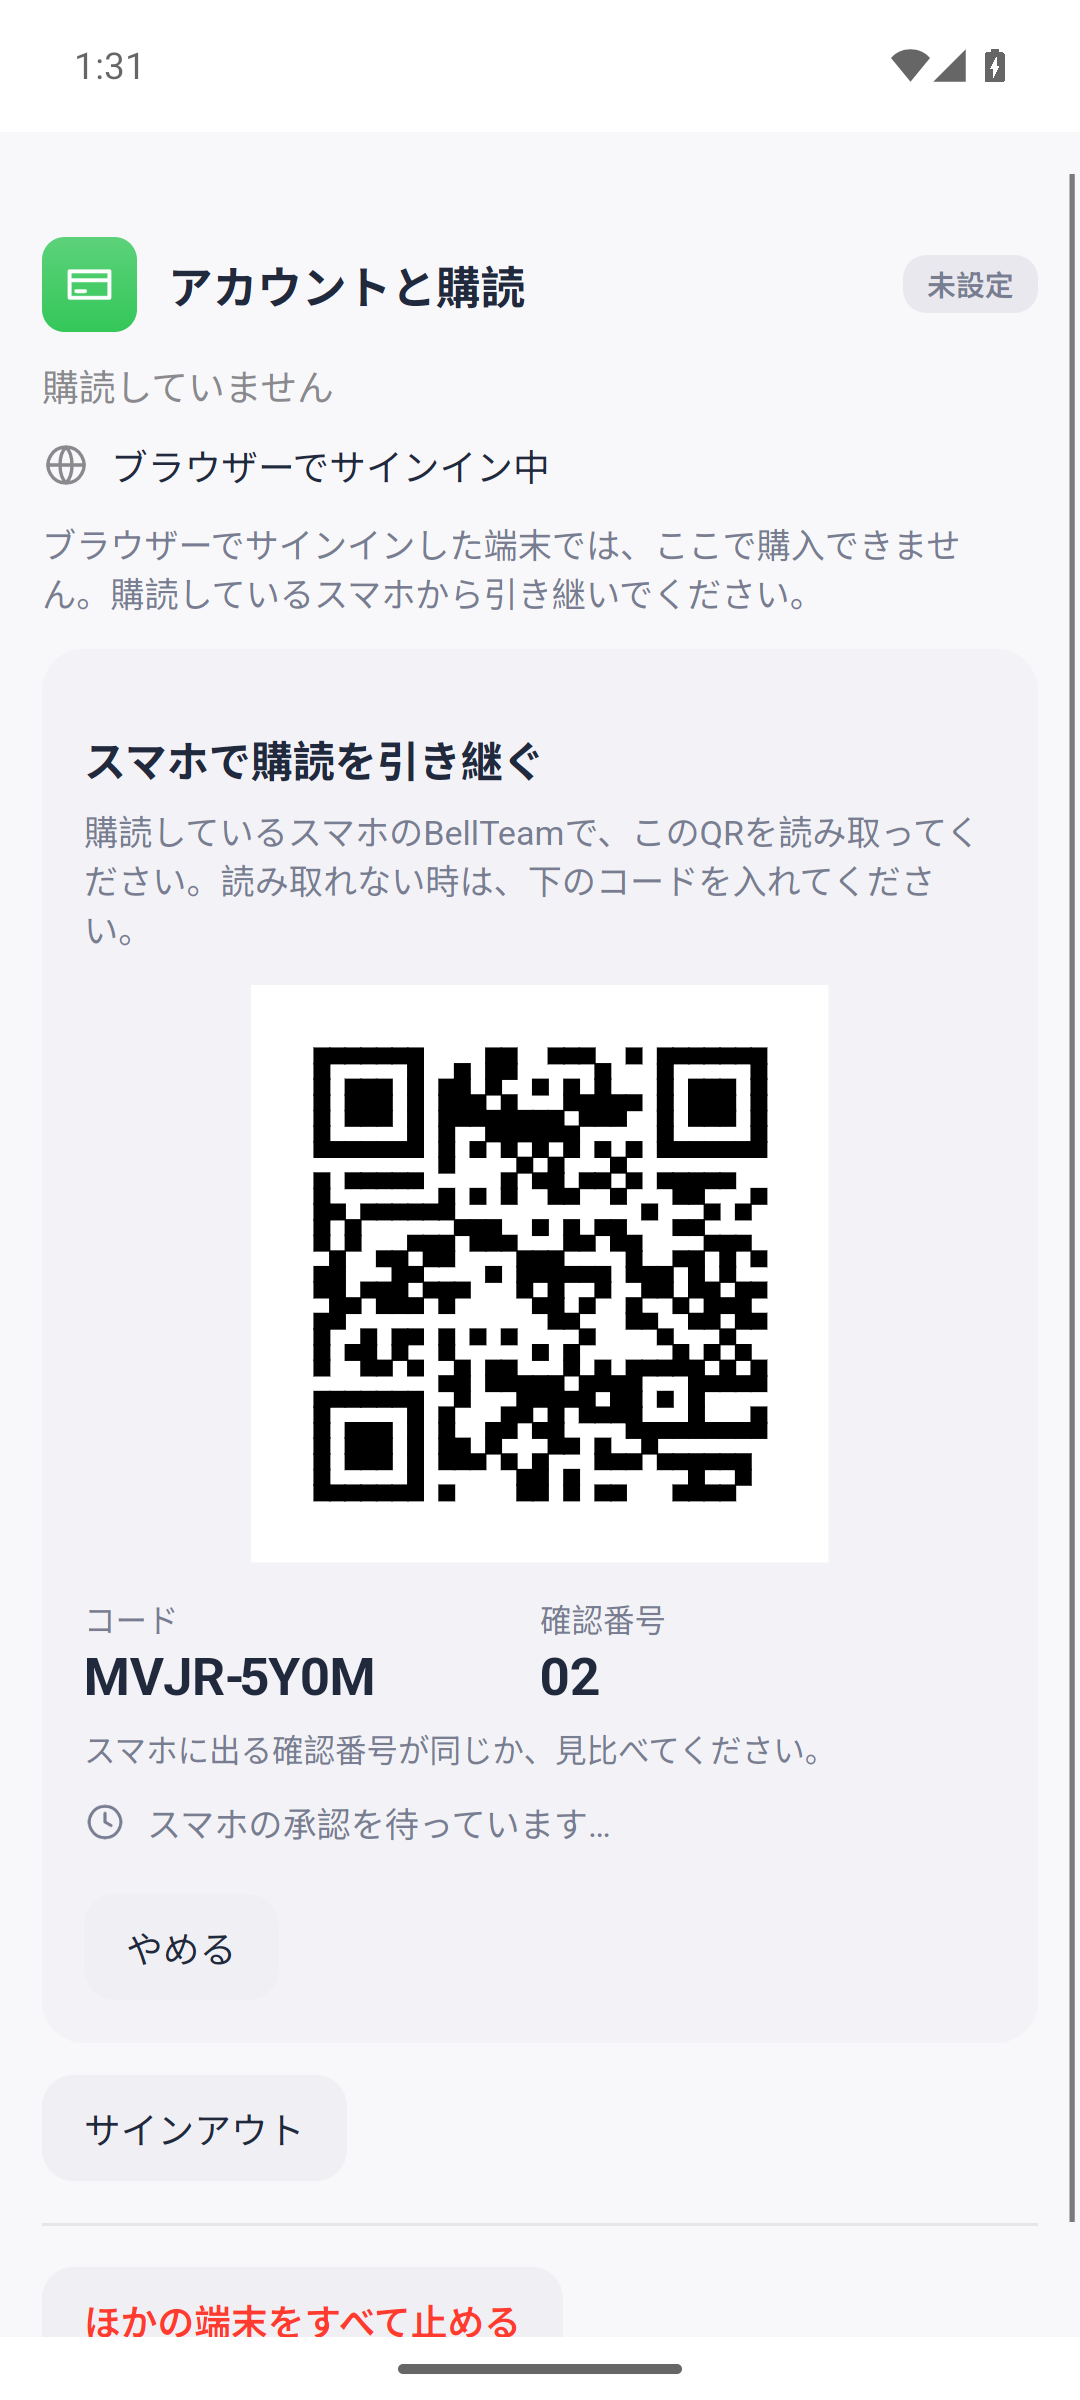 1:31
アカウントと購読
未設定
購読していません
ブラウザーでサインイン中
ブラウザーでサインインした端末では、ここで購入できませ
ん。購読しているスマホから引き継いでください。
スマホで購読を引き継ぐ
購読しているスマホのBellTeamで、このQRを読み取ってく
ださい。読み取れない時は、下のコードを入れてくださ
い。
コード
確認番号
MVJR-5Y0M
02
スマホに出る確認番号が同じか、見比べてください。
スマホの承認を待っています…
やめる
サインアウト
ほかの端末をすべて止める